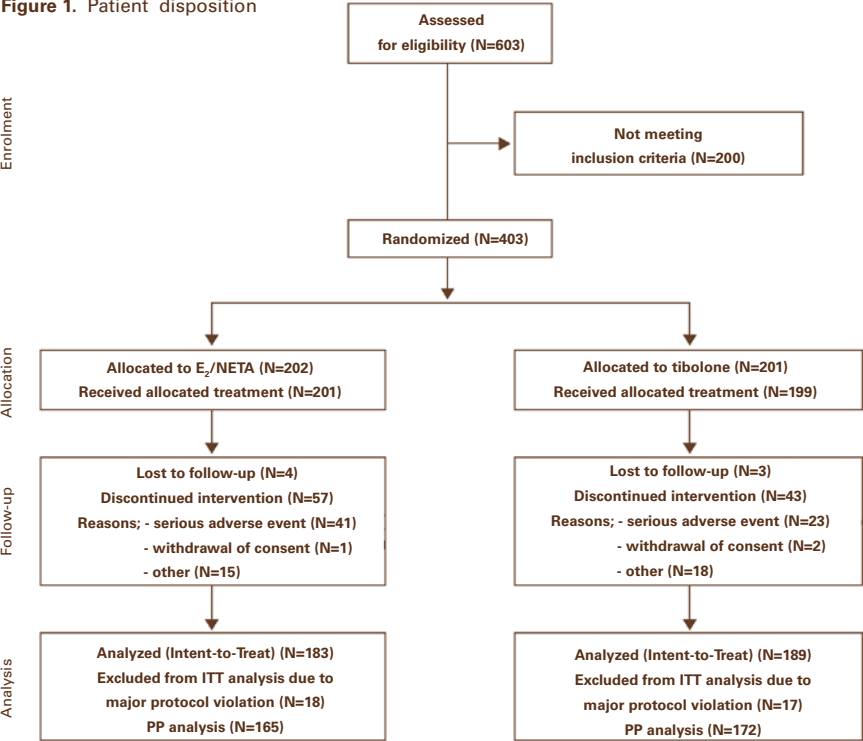 Figure 1. Patient disposition
Assessed
for eligibility (N=603)
Enrolment
Not meeting
inclusion criteria (N=200)
Randomized (N=403)
Allocation
Allocated to E₂/NETA (N=202)
Received allocated treatment (N=201)
Allocated to tibolone (N=201)
Received allocated treatment (N=199)
Follow-up
Lost to follow-up (N=4)
Discontinued intervention (N=57)
Reasons; - serious adverse event (N=41)
- withdrawal of consent (N=1)
- other (N=15)
Lost to follow-up (N=3)
Discontinued intervention (N=43)
Reasons; - serious adverse event (N=23)
- withdrawal of consent (N=2)
- other (N=18)
Analysis
Analyzed (Intent-to-Treat) (N=183)
Excluded from ITT analysis due to
major protocol violation (N=18)
PP analysis (N=165)
Analyzed (Intent-to-Treat) (N=189)
Excluded from ITT analysis due to
major protocol violation (N=17)
PP analysis (N=172)